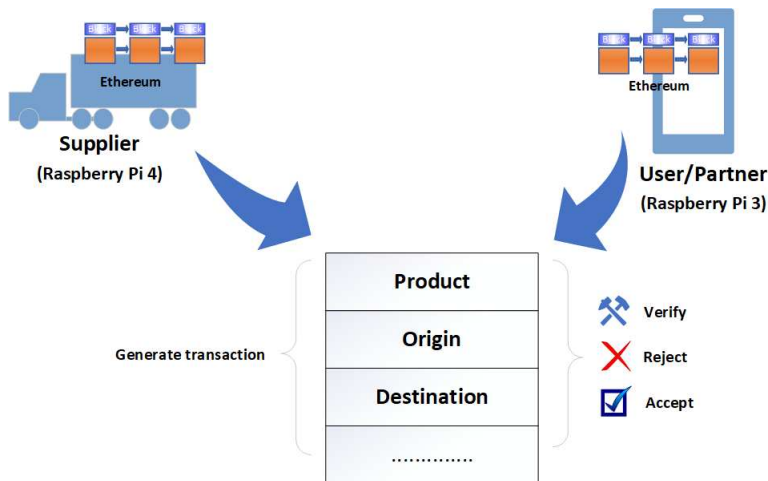 Block Block Block
Ethereum
Supplier
(Raspberry Pi 4)
Block Block Block
Ethereum
User/Partner
(Raspberry Pi 3)
Generate transaction
Product
Origin
Destination
.............
Verify
Reject
Accept